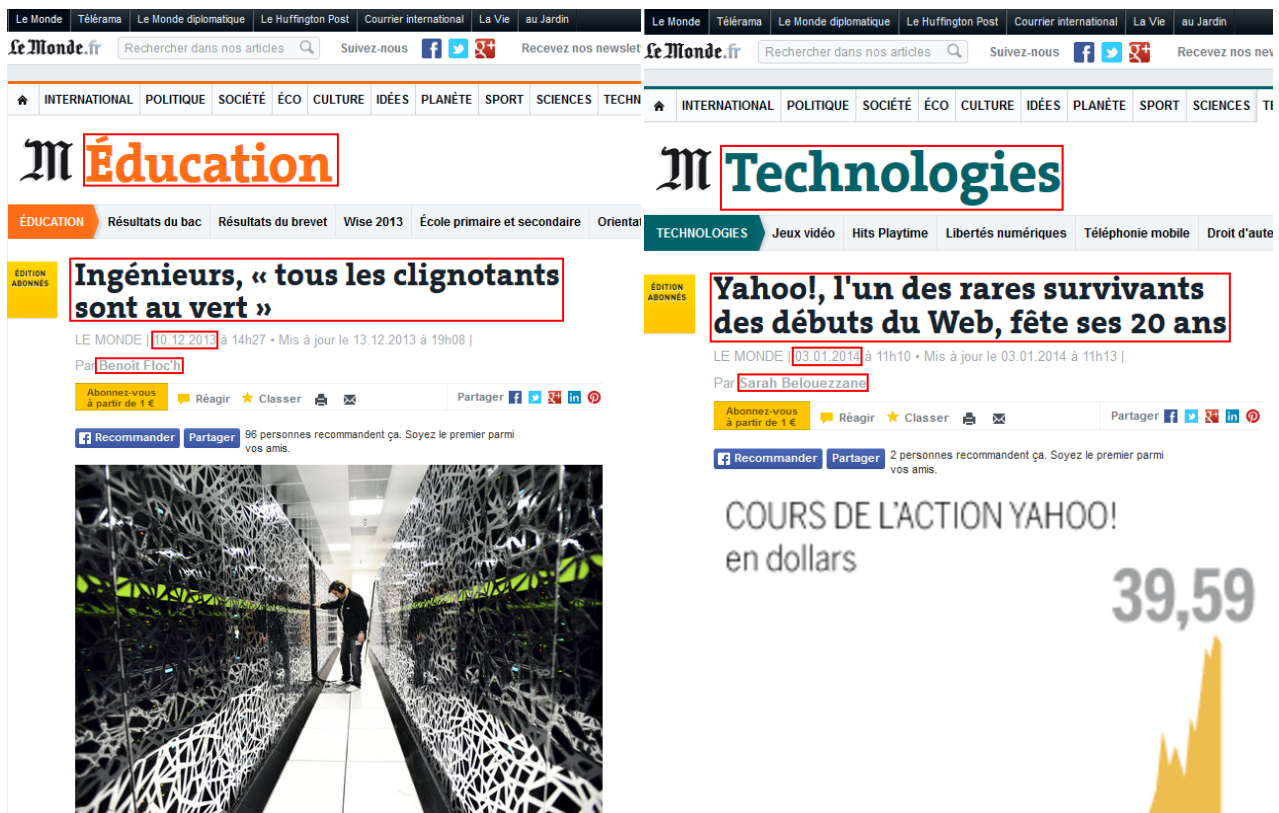 Le Monde Télérama Le Monde diplomatique Le Huffington Post Courrier international La Vie au Jardin
Le Monde.fr Rechercher dans nos articles Suivez-nous Recevez nos newslet
INTERNATIONAL POLITIQUE SOCIÉTÉ ÉCO CULTURE IDÉES PLANÈTE SPORT SCIENCES TECHN
M Éducation
ÉDUCATION Résultats du bac Résultats du brevet Wise 2013 École primaire et secondaire Orientat
ÉDITION
ABONNÉS
Ingénieurs, « tous les clignotants
sont au vert »
LE MONDE | 10.12.2013 à 14h27 • Mis à jour le 13.12.2013 à 19h08 |
Par Benoît Floc'h
Abonnez-vous
à partir de 1 €
Réagir Classer Partager
Recommander Partager 96 personnes recommandent ça. Soyez le premier parmi
vos amis.
Le Monde Télérama Le Monde diplomatique Le Huffington Post Courrier international La Vie au Jardin
Le Monde.fr Rechercher dans nos articles Suivez-nous Recevez nos nev
INTERNATIONAL POLITIQUE SOCIÉTÉ ÉCO CULTURE IDÉES PLANÈTE SPORT SCIENCES TE
M Technologies
TECHNOLOGIES Jeux vidéo Hits Playtime Libertés numériques Téléphonie mobile Droit d'aute
ÉDITION
ABONNÉS
Yahoo!, l'un des rares survivants
des débuts du Web, fête ses 20 ans
LE MONDE | 03.01.2014 à 11h10 • Mis à jour le 03.01.2014 à 11h13 |
Par Sarah Belouezzane
Abonnez-vous
à partir de 1 €
Réagir Classer Partager
Recommander Partager 2 personnes recommandent ça. Soyez le premier parmi
vos amis.
COURS DE L'ACTION YAHOO!
en dollars
39,59